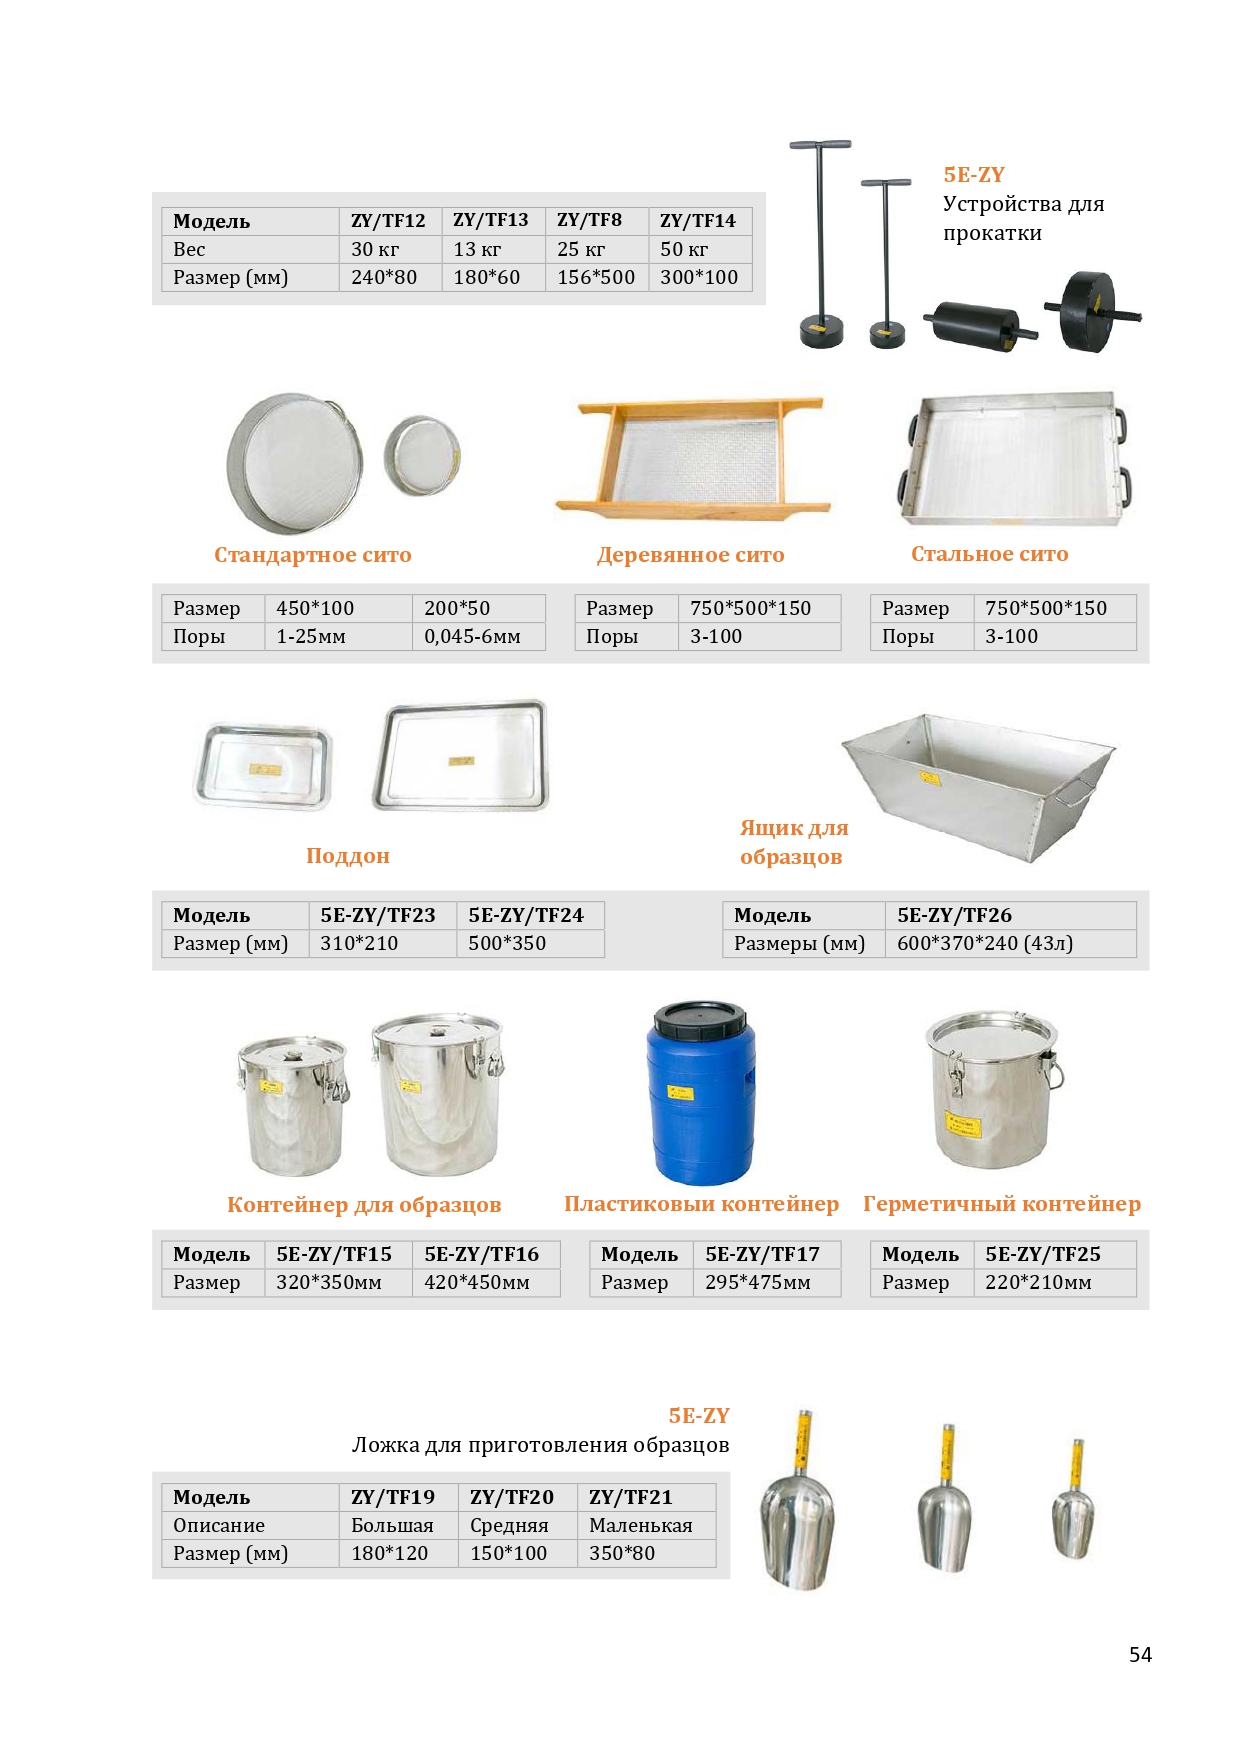 5E-ZY
Устройства для
прокатки
Модель ZY/TF12 ZY/TF13 ZY/TF8 ZY/TF14
Вес 30 кг 13 кг 25 кг 50 кг
Размер (мм) 240*80 180*60 156*500 300*100
Стандартное сито Деревянное сито Стальное сито
Размер 450*100 200*50 Размер 750*500*150 Размер 750*500*150
Поры 1-25мм 0,045-6мм Поры 3-100 Поры 3-100
Поддон
Ящик для
образцов
Модель 5E-ZY/TF23 5E-ZY/TF24 Модель 5E-ZY/TF26
Размер (мм) 310*210 500*350 Размеры (мм) 600*370*240 (43л)
Контейнер для образцов Пластиковыи контейнер Герметичный контейнер
Модель 5E-ZY/TF15 5E-ZY/TF16 Модель 5E-ZY/TF17 Модель 5E-ZY/TF25
Размер 320*350мм 420*450мм Размер 295*475мм Размер 220*210мм
5E-ZY
Ложка для приготовления образцов
Модель ZY/TF19 ZY/TF20 ZY/TF21
Описание Большая Средняя Маленькая
Размер (мм) 180*120 150*100 350*80
54